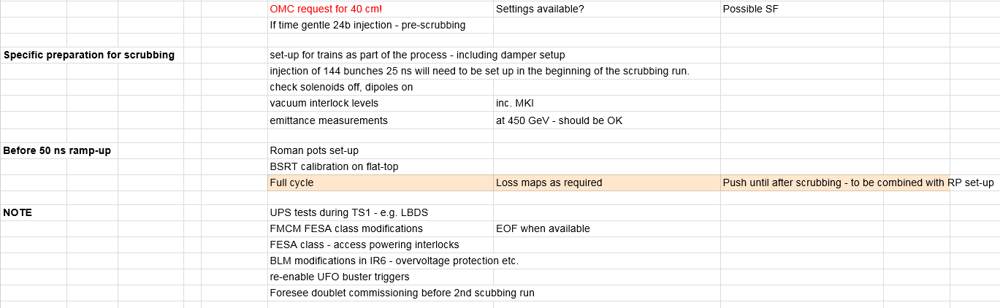 OMC request for 40 cm! Settings available? Possible SF
If time gentle 24b injection - pre-scrubbing
Specific preparation for scrubbing set-up for trains as part of the process - including damper setup
injection of 144 bunches 25 ns will need to be set up in the beginning of the scrubbing run.
check solenoids off, dipoles on
vacuum interlock levels inc. MKI
emittance measurements at 450 GeV - should be OK
Before 50 ns ramp-up Roman pots set-up
BSRT calibration on flat-top
Full cycle Loss maps as required Push until after scrubbing - to be combined with RP set-up
NOTE UPS tests during TS1 - e.g. LBDS
FMCM FESA class modifications EOF when available
FESA class - access powering interlocks
BLM modifications in IR6 - overvoltage protection etc.
re-enable UFO buster triggers
Foresee doublet commissioning before 2nd scubbing run